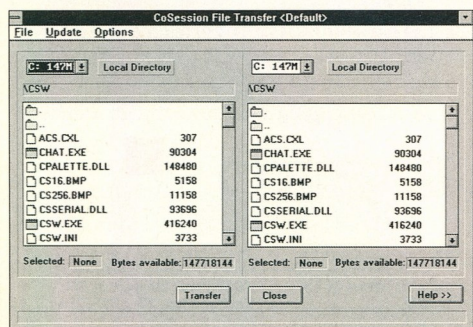 CoSession File Transfer <Default>
File Update Options
C: 147M Local Directory
\CSW
.
..
ACS.CXL 307
CHAT.EXE 90304
CPALETTE.DLL 148480
CS16.BMP 5158
CS256.BMP 11158
CSSERIAL.DLL 93696
CSW.EXE 416240
CSW.INI 3733
Selected: None Bytes available: 147718144
C: 147M Local Directory
\CSW
.
..
ACS.CXL 307
CHAT.EXE 90304
CPALETTE.DLL 148480
CS16.BMP 5158
CS256.BMP 11158
CSSERIAL.DLL 93696
CSW.EXE 416240
CSW.INI 3733
Selected: None Bytes available: 147718144
Transfer Close Help >>